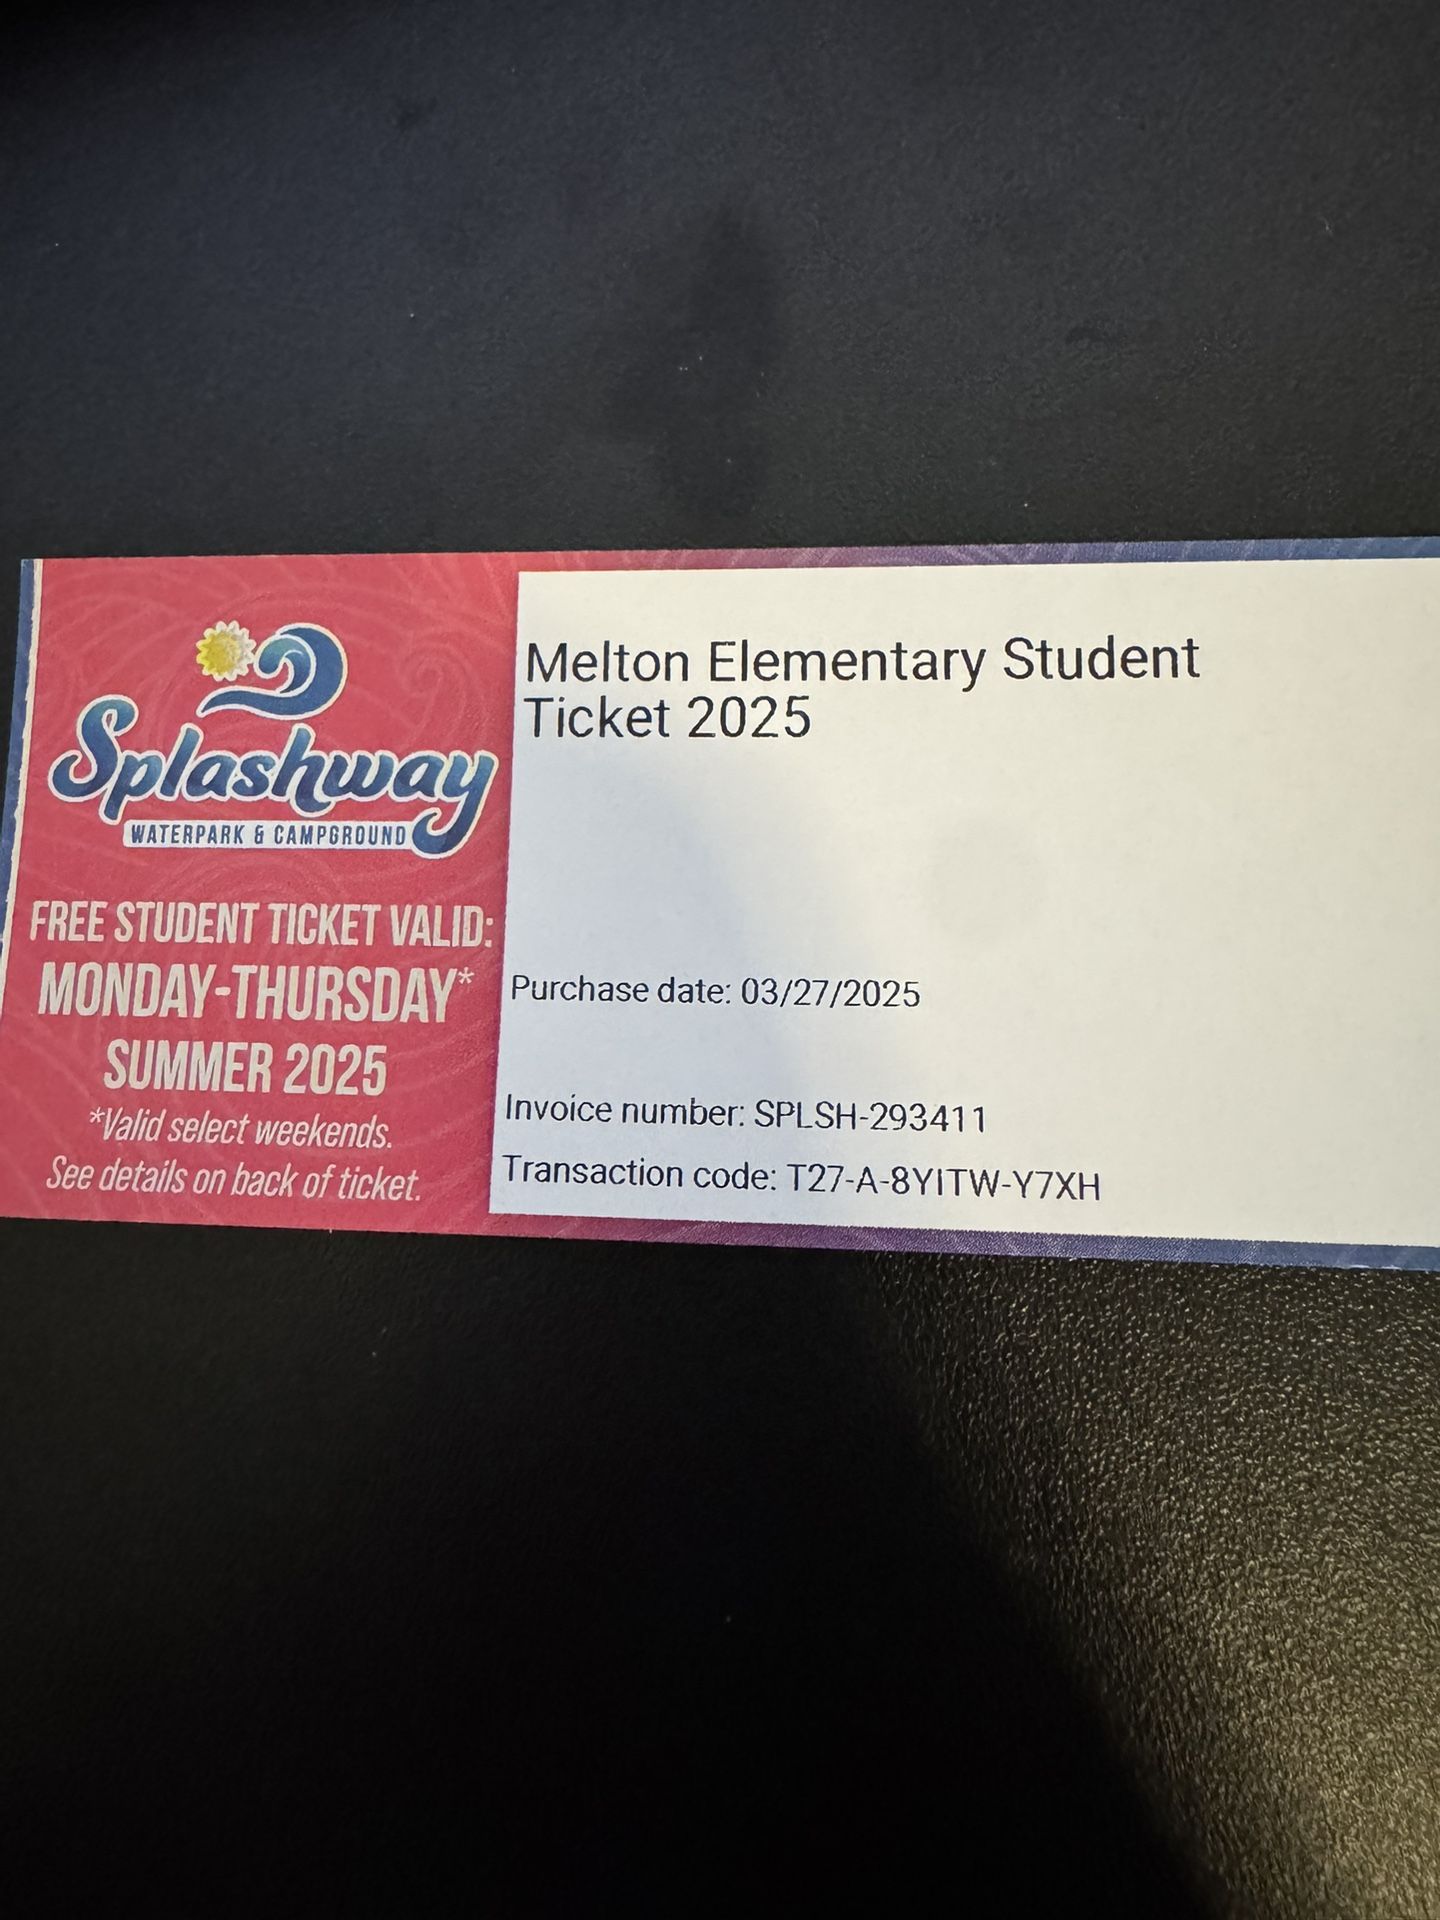 Splashway
WATERPARK & CAMPGROUND
FREE STUDENT TICKET VALID:
MONDAY-THURSDAY*
SUMMER 2025
*Valid select weekends.
See details on back of ticket.
Melton Elementary Student
Ticket 2025
Purchase date: 03/27/2025
Invoice number: SPLSH-293411
Transaction code: T27-A-8YITW-Y7XH